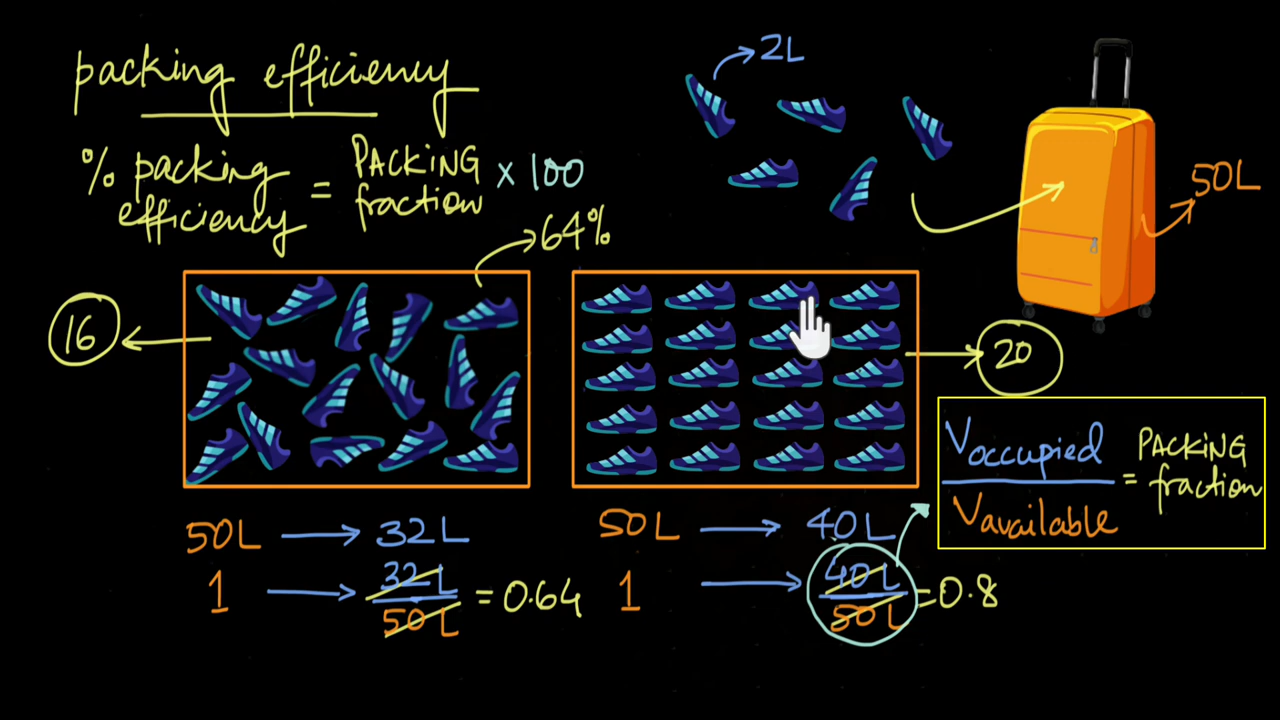 packing efficiency
2L
% packing efficiency = PACKING fraction × 100
50L
64%
16
20
Voccupied / Vavailable = PACKING fraction
50L → 32L
1 → 32L / 50L = 0.64
50L → 40L
1 → 40L / 50L = 0.8